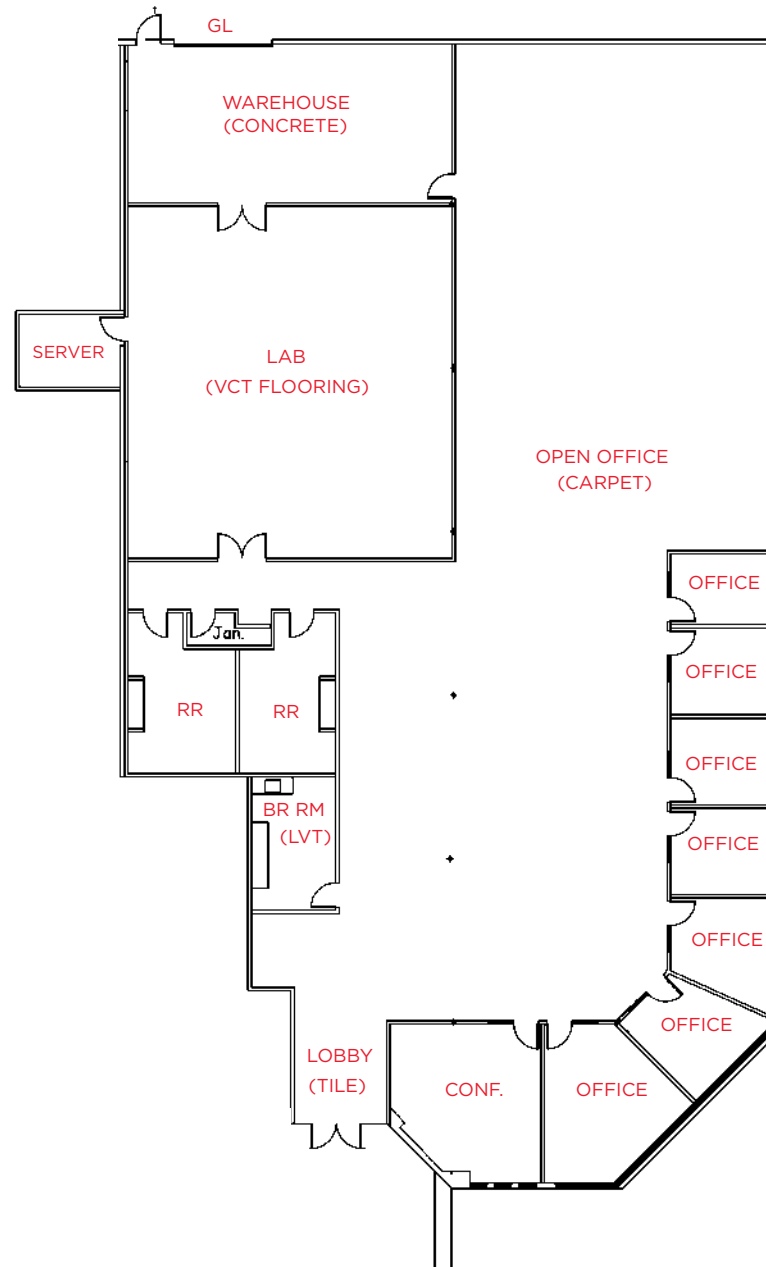 GL
WAREHOUSE
(CONCRETE)
SERVER
LAB
(VCT FLOORING)
OPEN OFFICE
(CARPET)
OFFICE
Jan.
OFFICE
RR
RR
OFFICE
BR RM
(LVT)
OFFICE
OFFICE
OFFICE
LOBBY
(TILE)
CONF.
OFFICE